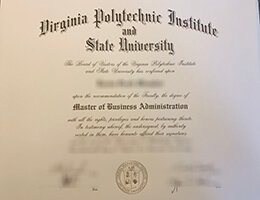 Virginia Polytechnic Institute
and
State University
The Board of Visitors of the Virginia Polytechnic Institute
and State University has conferred upon
upon the recommendation of the Faculty, the degree of
Master of Business Administration
with all the rights, privileges and honors pertaining thereto.
In testimony whereof, the undersigned, by authority
vested in them, have hereunto affixed their signatures.